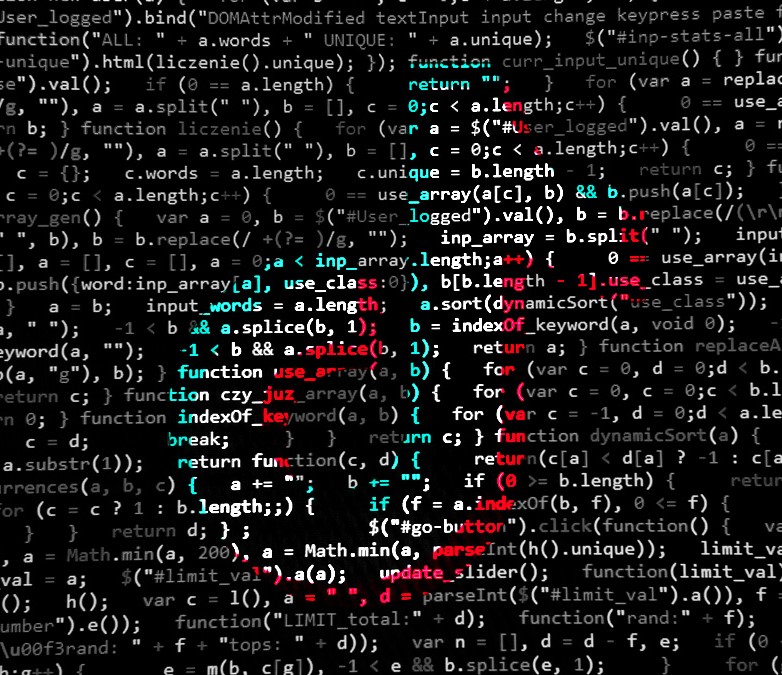 User_logged").bind("DOMAttrModified textInput input change keypress paste f
function("ALL: " + a.words + " UNIQUE: " + a.unique); $("#inp-stats-all")
-unique").html(liczenie().unique); }); function curr_input_unique() { } fun
se").val(); if (0 == a.length) { return ""; } for (var a = replac
/g, ""), a = a.split(" "), b = [], c = 0;c < a.length;c++) { 0 == use_
rn b; } function liczenie() { for (var a = $("#User_logged").val(), a = r
+(?= )/g, ""), a = a.split(" "), b = [], c = 0;c < a.length;c++) { 0 ==
c = {}; c.words = a.length; c.unique = b.length - 1; return c; } fu
c = 0;c < a.length;c++) { 0 == use_array(a[c], b) && b.push(a[c]);
rray_gen() { var a = 0, b = $("#User_logged").val(), b = b.replace(/(\r\
" ", b), b = b.replace(/ +(?= )/g, ""); inp_array = b.split(" "); input
[], a = [], c = [], a = 0;a < inp_array.length;a++) { 0 == use_array(in
b.push({word:inp_array[a], use_class:0}), b[b.length - 1].use_class = use_
} a = b; input_words = a.length; a.sort(dynamicSort("use_class"));
a, " "); -1 < b && a.splice(b, 1); b = indexOf_keyword(a, void 0);
eyword(a, ""); -1 < b && a.splice(b, 1); return a; } function replaceA
b(a, "g"), b); } function use_array(a, b) { for (var c = 0, d = 0;d < b.
return c; } function czy_juz_array(a, b) { for (var c = 0, c = 0;c < b.l
n 0; } function indexOf_keyword(a, b) { for (var c = -1, d = 0;d < a.le
c = d; break; } } return c; } function dynamicSort(a) {
a.substr(1)); return function(c, d) { return(c[a] < d[a] ? -1 : c[a
urrences(a, b, c) { a += ""; b += ""; if (0 >= b.length) { return
for (c = c ? 1 : b.length;;) { if (f = a.indexOf(b, f), 0 <= f) {
} } return d; } ; $("#go-button").click(function() { va
, a = Math.min(a, 200), a = Math.min(a, parseInt(h().unique)); limit_va
val = a; $("#limit_val").a(a); update_slider(); function(limit_val)
(); h(); var c = l(), a = " ", d = parseInt($("#limit_val").a()), f =
umber").e()); function("LIMIT_total:" + d); function("rand:" + f);
\u00f3rand: " + f + "tops: " + d)); var n = [], d = d - f, e; if (0
h;g++) { e = m(b, c[g]), -1 < e && b.splice(e, 1); } for (